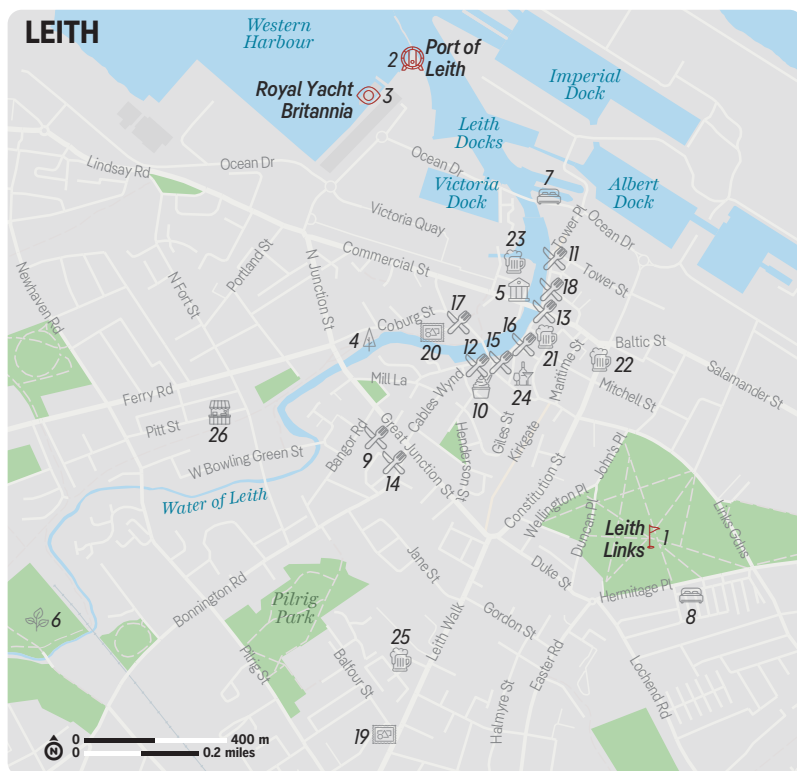 LEITH
Western
Harbour
2
Port of
Leith
Royal Yacht
Britannia
3
Imperial
Dock
Leith
Docks
Lindsay Rd
Ocean Dr
Ocean Dr
Victoria
Dock
7
Albert
Dock
Victoria Quay
Tower Pl
Ocean Dr
Newhaven Rd
N Fort St
Portland St
N Junction St
Commercial St
23
11
Tower St
5
18
17
Coburg St
4
20
12
15
16
13
21
Maritime St
Baltic St
22
Salamander St
Mill La
Cables Wynd
10
24
Mitchell St
Ferry Rd
Pitt St
26
Bangor Rd
Great Junction St
Henderson St
Giles St
Kirkgate
W Bowling Green St
9
14
Constitution St
John's Pl
Water of Leith
Wellington Pl
Duncan Pl
Leith
Links
1
Links Gdns
Jane St
Duke St
Hermitage Pl
8
6
Bonnington Rd
Pilrig
Park
Pilrig St
Balfour St
25
Leith Walk
Gordon St
Easter Rd
Halmyre St
Lochend Rd
19
N
0
400 m
0
0.2 miles